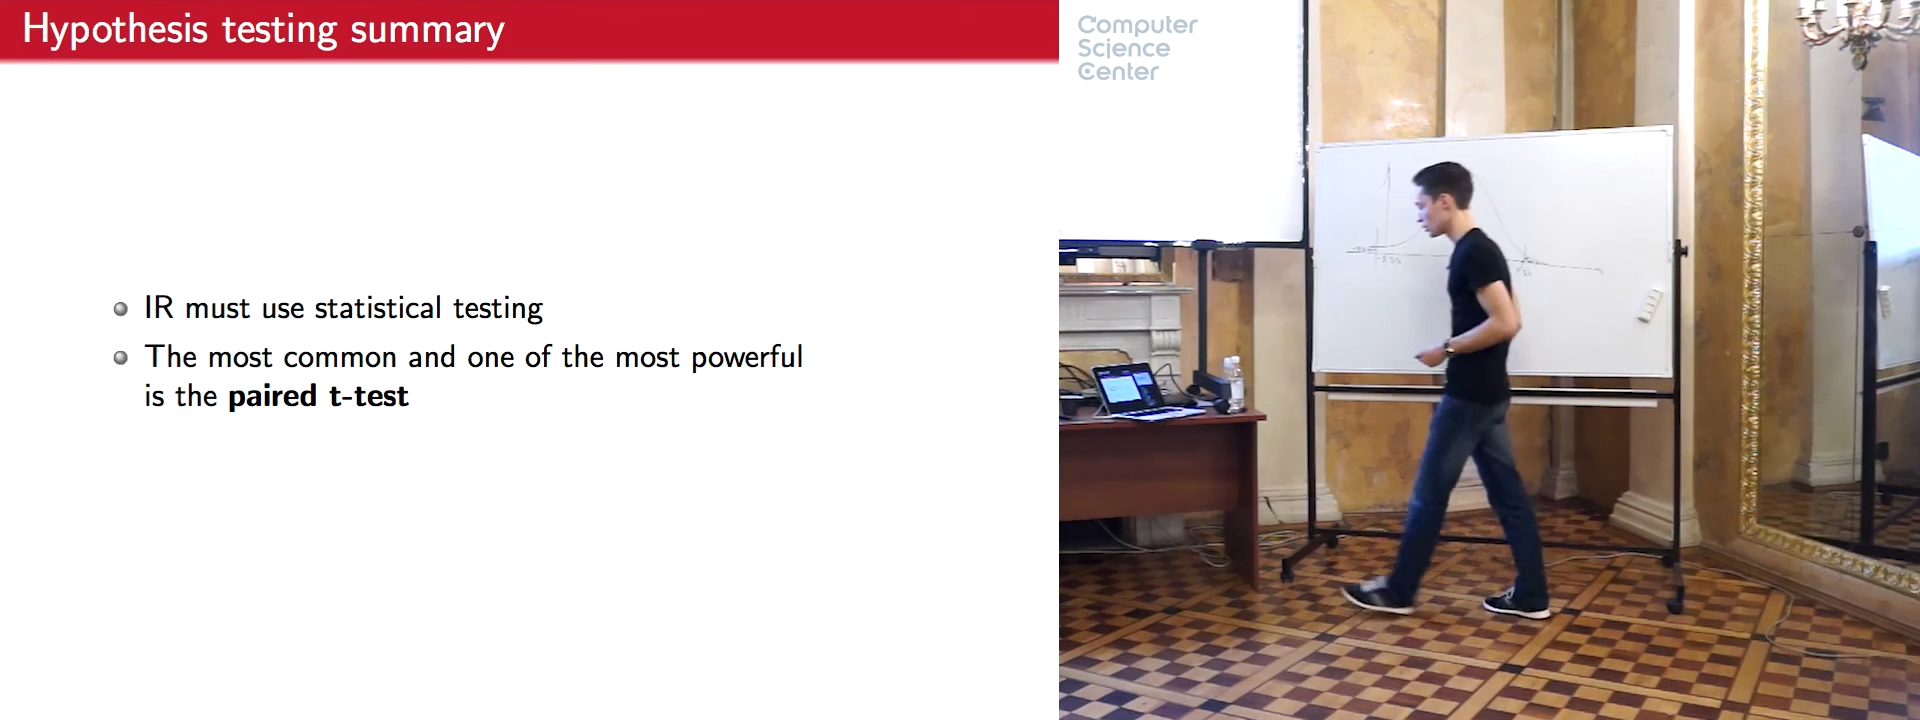 Hypothesis testing summary
IR must use statistical testing
The most common and one of the most powerful
is the paired t-test
Computer
Science
Center